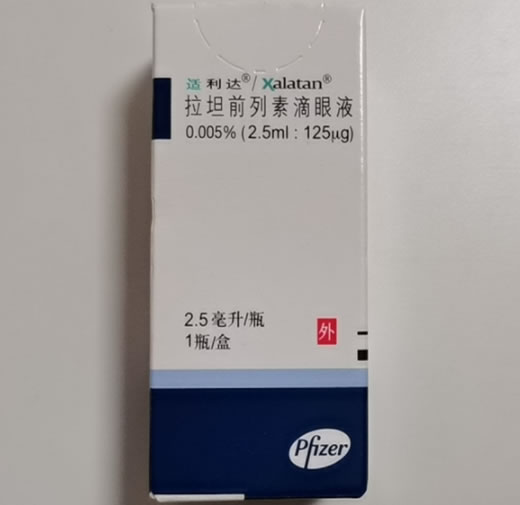 适利达®/Xalatan®
拉坦前列素滴眼液
0.005% (2.5ml : 125μg)
2.5毫升/瓶
1瓶/盒
外
Pfizer